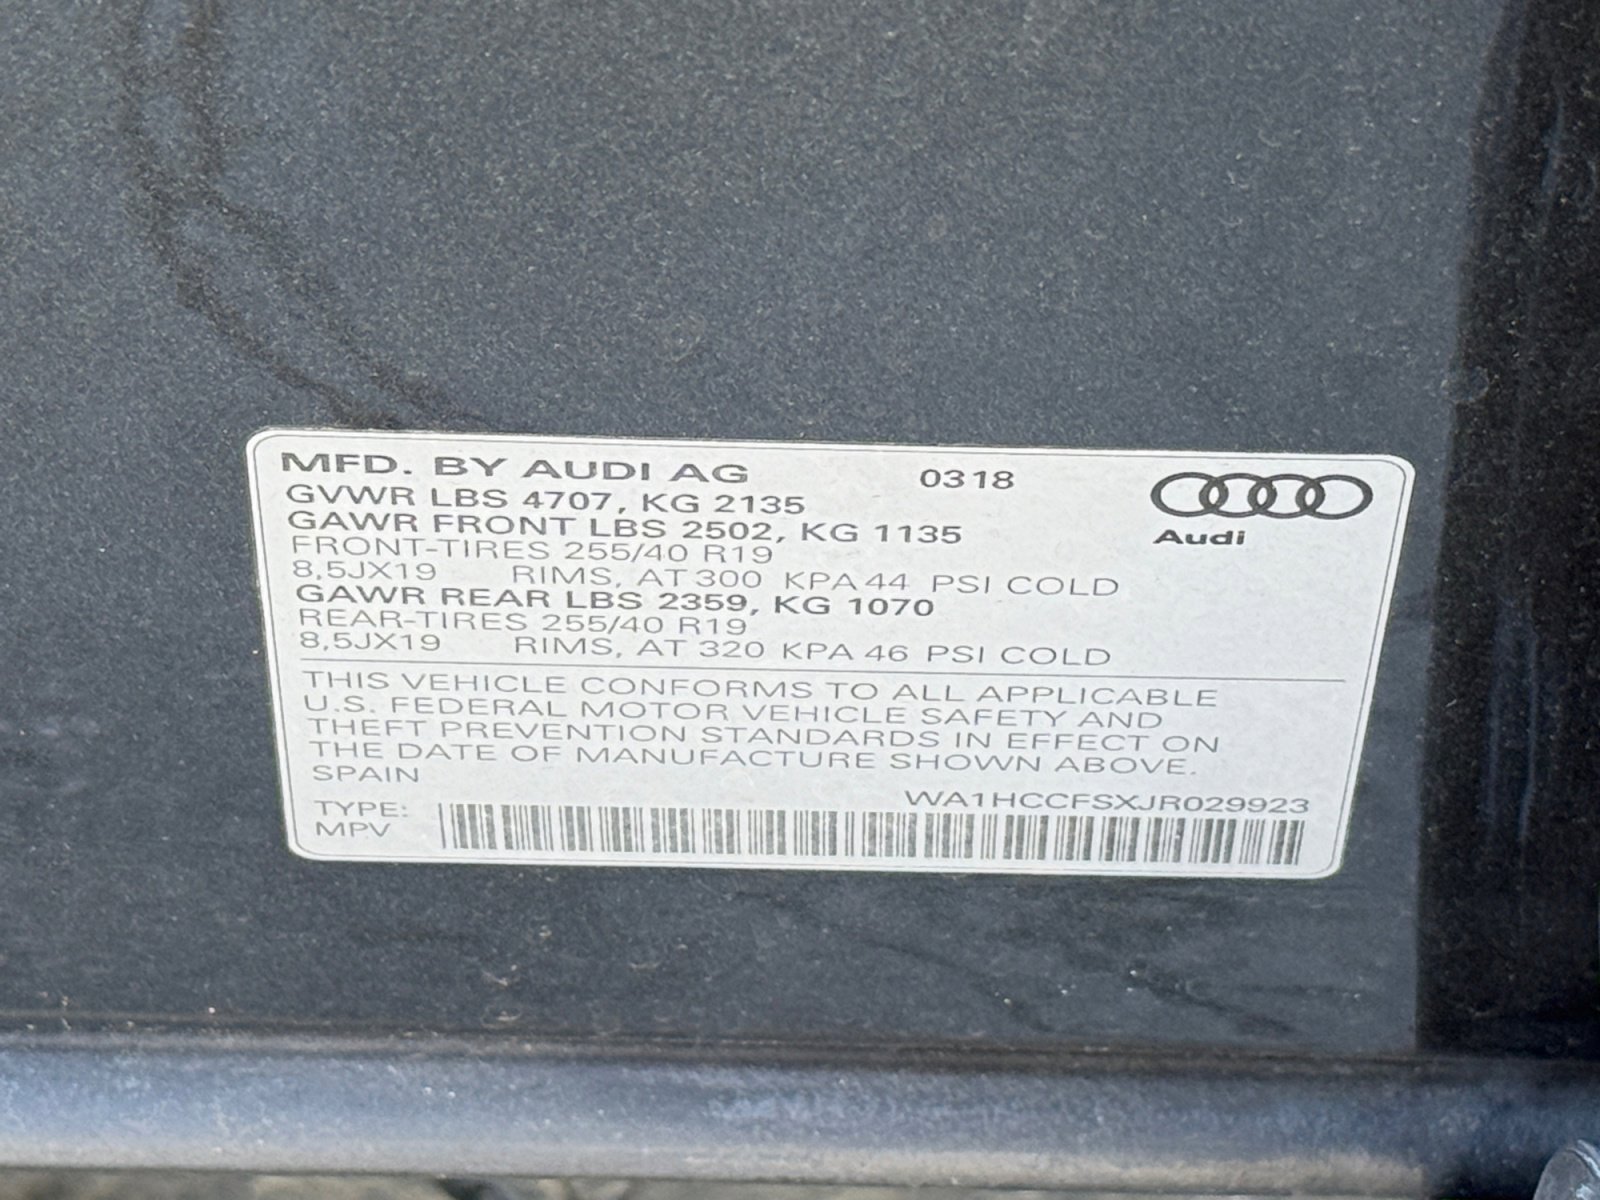 MFD. BY AUDI AG 0318
GVWR LBS 4707, KG 2135
GAWR FRONT LBS 2502, KG 1135
Audi
FRONT-TIRES 255/40 R19
8,5JX19 RIMS, AT 300 KPA 44 PSI COLD
GAWR REAR LBS 2359, KG 1070
REAR-TIRES 255/40 R19
8,5JX19 RIMS, AT 320 KPA 46 PSI COLD
THIS VEHICLE CONFORMS TO ALL APPLICABLE
U.S. FEDERAL MOTOR VEHICLE SAFETY AND
THEFT PREVENTION STANDARDS IN EFFECT ON
THE DATE OF MANUFACTURE SHOWN ABOVE.
SPAIN
WA1HCCFSXJR029923
TYPE:
MPV